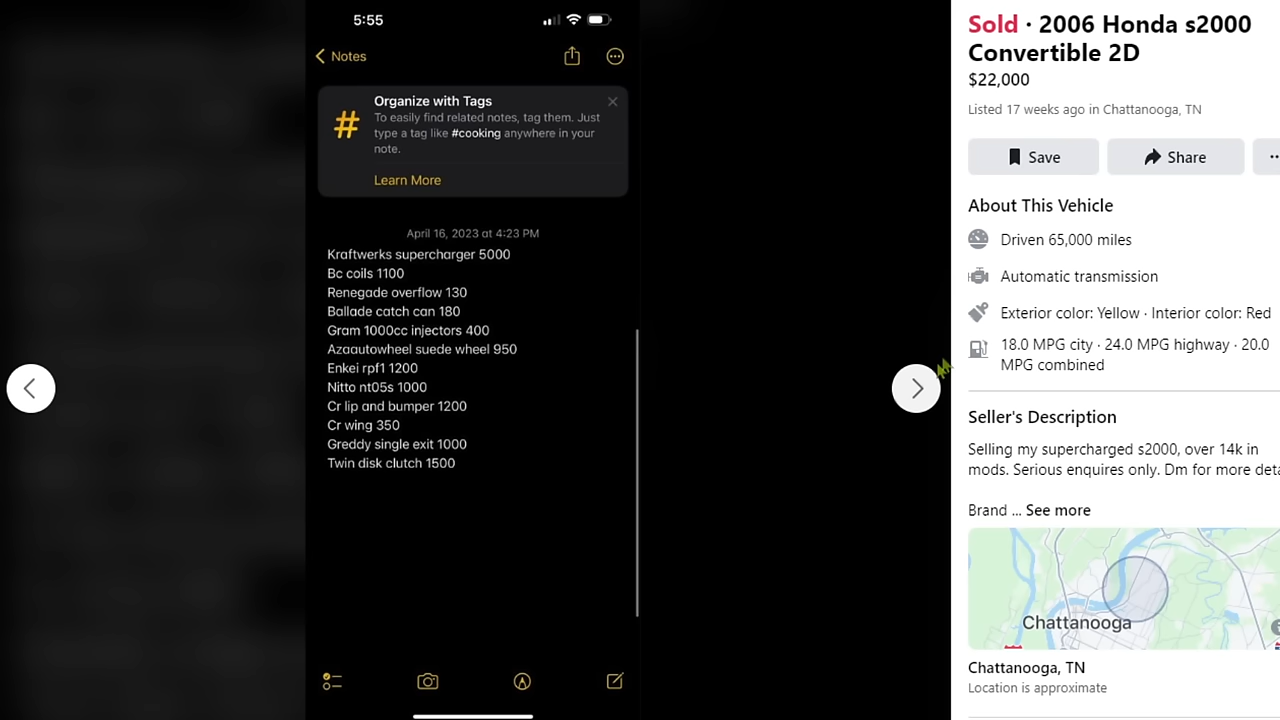 5:55
Notes
Organize with Tags
To easily find related notes, tag them. Just
type a tag like #cooking anywhere in your
note.
Learn More
April 16, 2023 at 4:23 PM
Kraftwerks supercharger 5000
Bc coils 1100
Renegade overflow 130
Ballade catch can 180
Gram 1000cc injectors 400
Azaautowheel suede wheel 950
Enkei rpf1 1200
Nitto nt05s 1000
Cr lip and bumper 1200
Cr wing 350
Greddy single exit 1000
Twin disk clutch 1500
Sold · 2006 Honda s2000
Convertible 2D
$22,000
Listed 17 weeks ago in Chattanooga, TN
Save
Share
About This Vehicle
Driven 65,000 miles
Automatic transmission
Exterior color: Yellow · Interior color: Red
18.0 MPG city · 24.0 MPG highway · 20.0
MPG combined
Seller's Description
Selling my supercharged s2000, over 14k in
mods. Serious enquires only. Dm for more deta
Brand ... See more
Chattanooga
Chattanooga, TN
Location is approximate